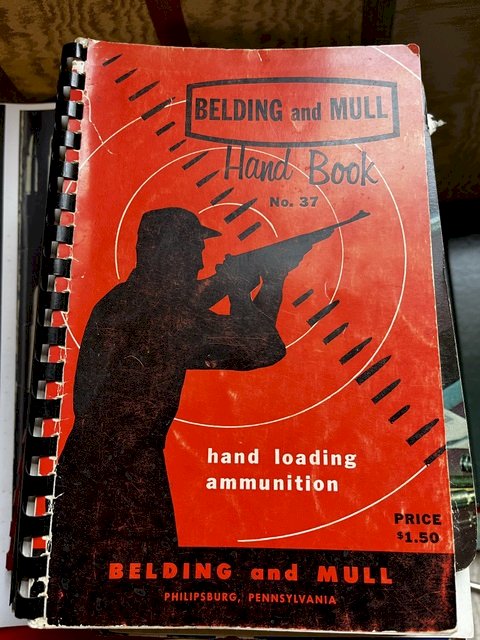 BELDING and MULL
Hand Book
No. 37
hand loading
ammunition
PRICE
$1.50
BELDING and MULL
PHILIPSBURG, PENNSYLVANIA